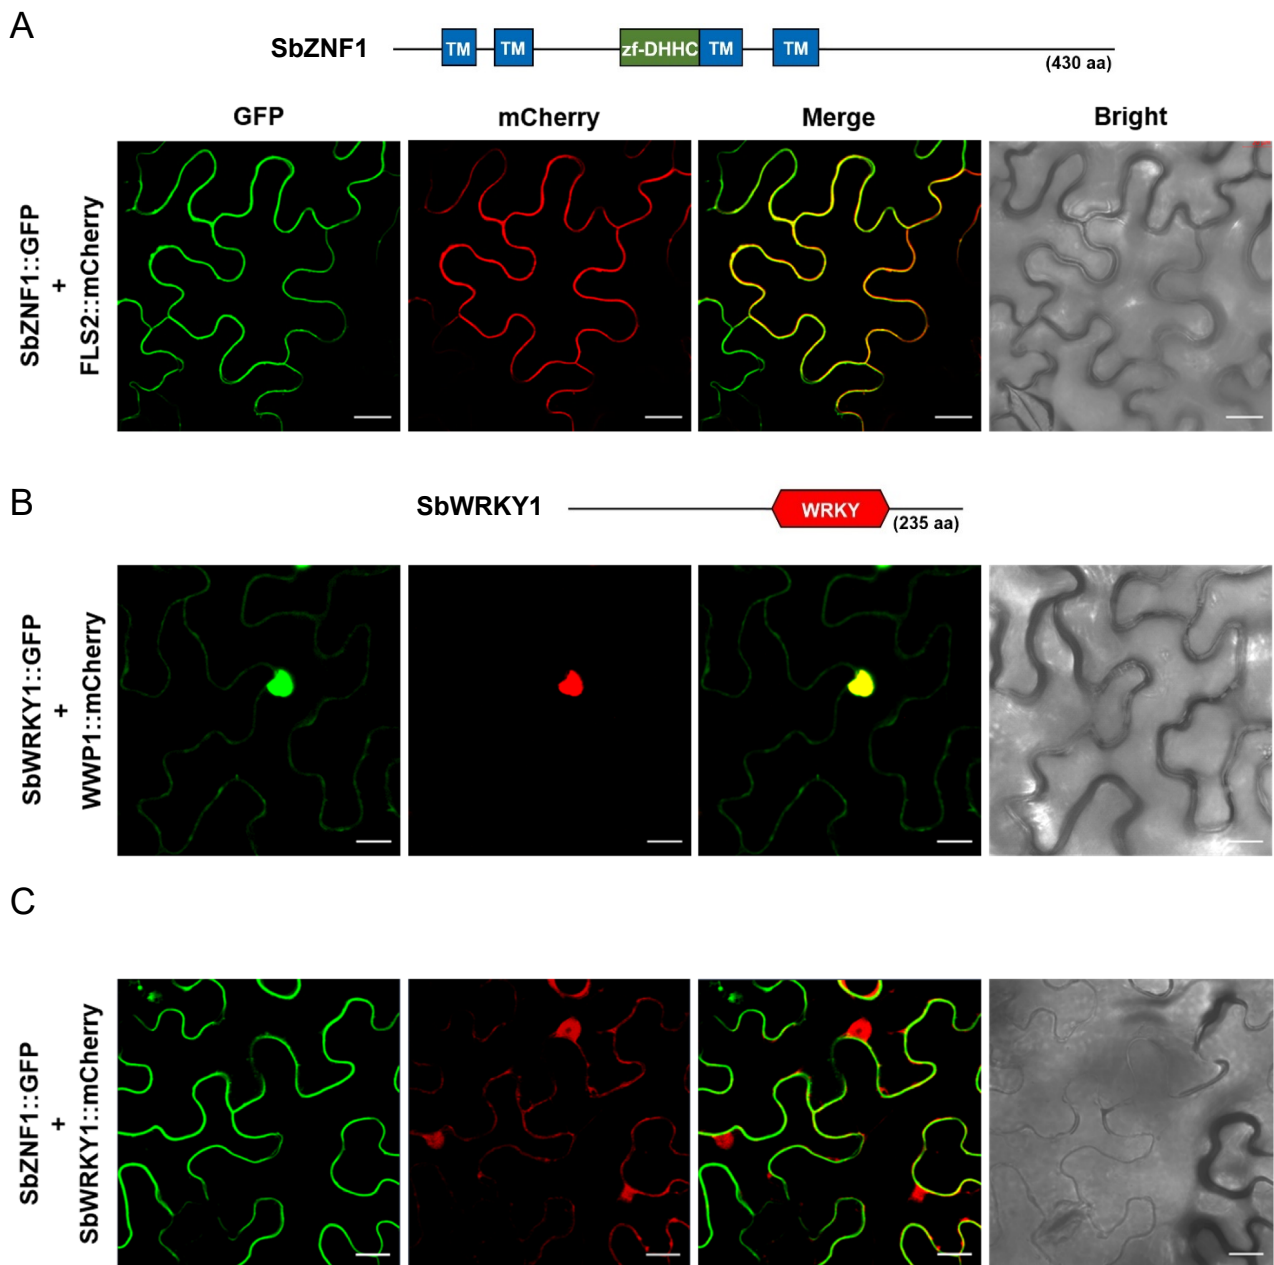 A
SbZNF1
TM
TM
zf-DHHC
TM
TM
(430 aa)
GFP
mCherry
Merge
Bright
SbZNF1::GFP
+
FLS2::mCherry
B
SbWRKY1
WRKY
(235 aa)
SbWRKY1::GFP
+
WWP1::mCherry
C
SbZNF1::GFP
+
SbWRKY1::mCherry